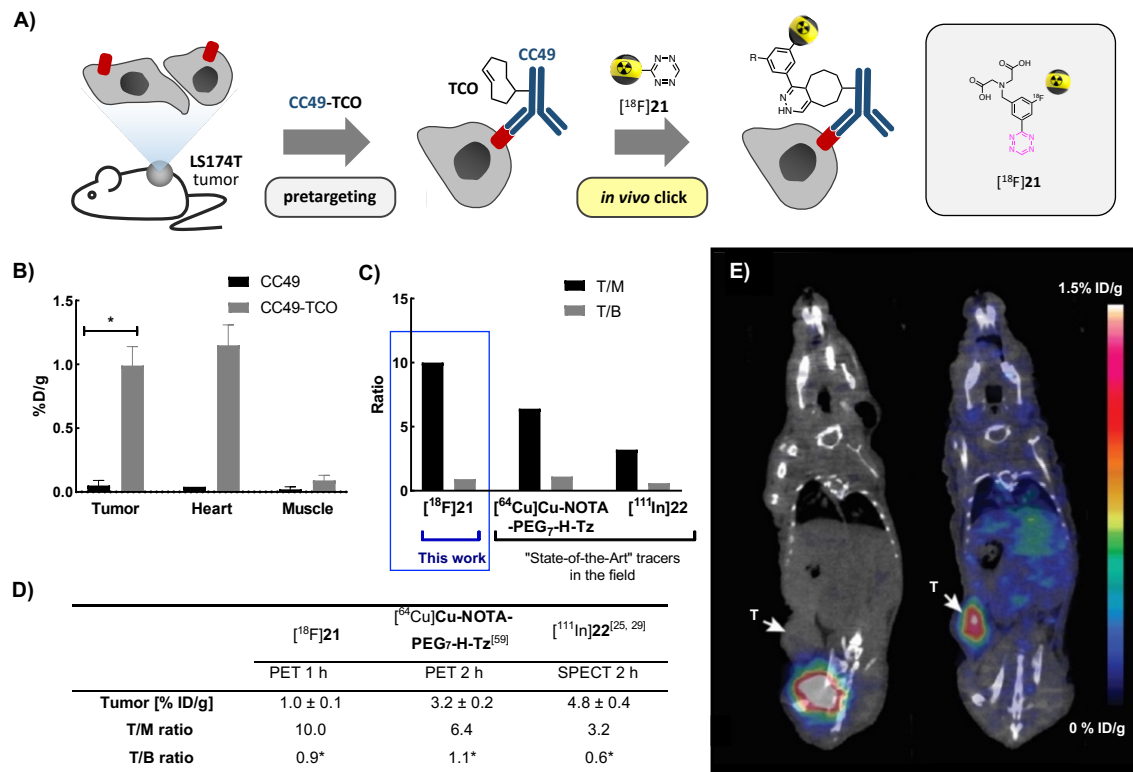 A)
LS174T
tumor
CC49-TCO
pretargeting
TCO
CC49
N N
N N
[18F]21
in vivo click
R
N
HN
OH
O
N
O
OH
18F
N N
N N
[18F]21
B)
CC49
CC49-TCO
1.5
1.0
0.5
0.0
%D/g
*
Tumor Heart Muscle
C)
T/M
T/B
15
10
5
0
Ratio
[18F]21 [64Cu]Cu-NOTA [111In]22
-PEG7-H-Tz
This work
"State-of-the-Art" tracers
in the field
D)
[18F]21 [64Cu]Cu-NOTA-PEG7-H-Tz[59] [111In]22[25, 29]
PET 1 h PET 2 h SPECT 2 h
Tumor [% ID/g] 1.0 ± 0.1 3.2 ± 0.2 4.8 ± 0.4
T/M ratio 10.0 6.4 3.2
T/B ratio 0.9* 1.1* 0.6*
E)
1.5% ID/g
T
T
0 % ID/g